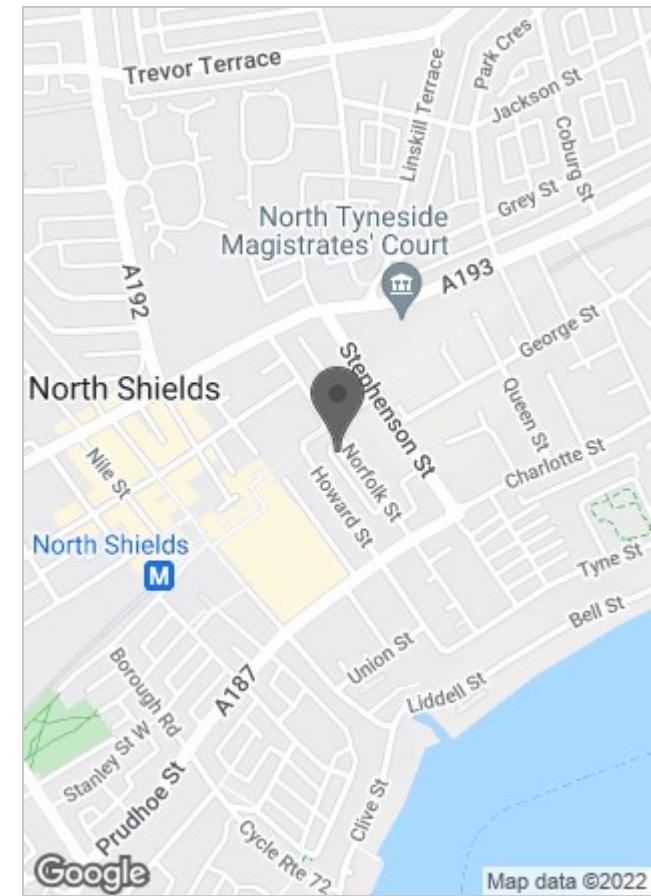 Trevor Terrace
Park Cres
Jackson St
Linskill Terrace
Coburg St
Grey St
North Tyneside
Magistrates' Court
A193
A192
George St
Stephenson St
North Shields
Queen St
Norfolk St
Charlotte St
Nile St
Howard St
North Shields
M
Tyne St
Bell St
Union St
Borough Rd
A187
Liddell St
Stanley St W
Prudhoe St
Clive St
Cycle Rte 72
Google
Map data ©2022